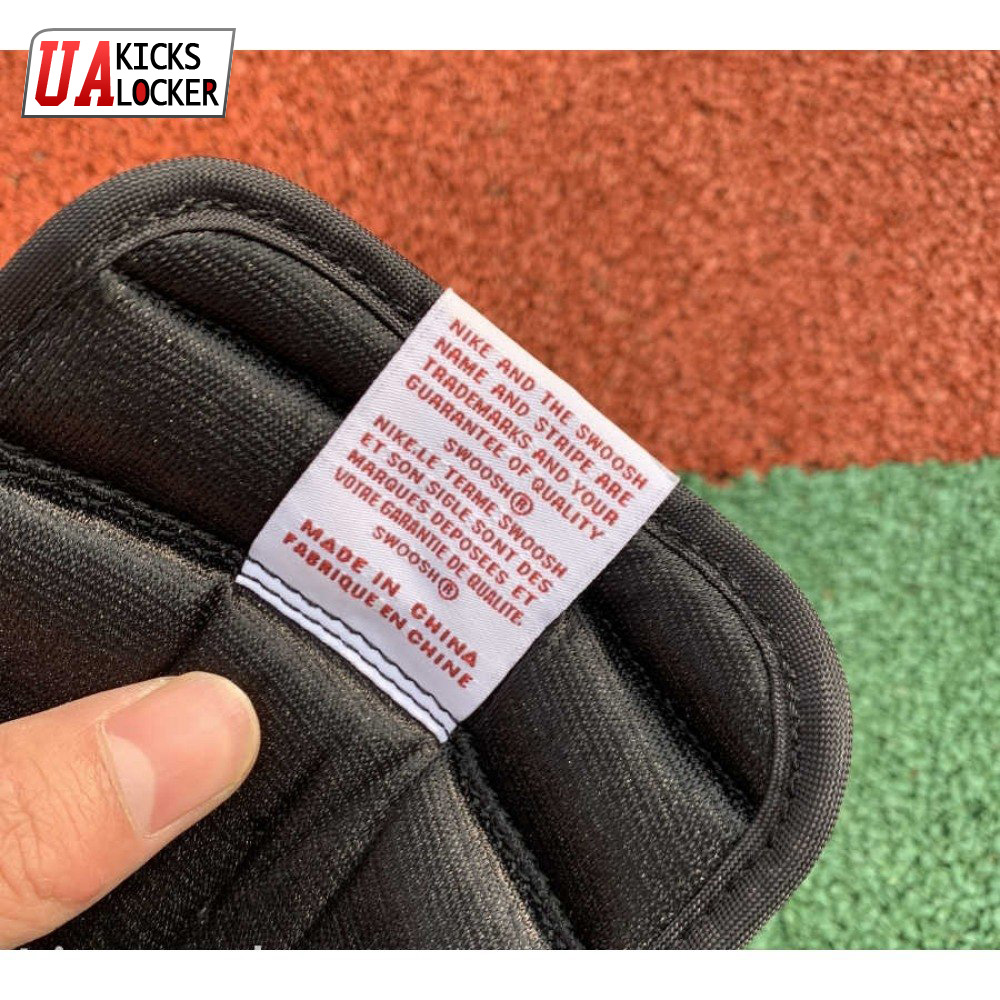 UA KICKS
LOCKER
NIKE AND THE SWOOSH
NAME AND STRIPE ARE
TRADEMARKS AND YOUR
GUARANTEE OF QUALITY
SWOOSH®
NIKE:LE TERME SWOOSH
ET SON SIGLE SONT DES
MARQUES DEPOSEES ET
VOTRE GARANTIE DE QUALITE.
SWOOSH®
MADE IN CHINA
FABRIQUE EN CHINE